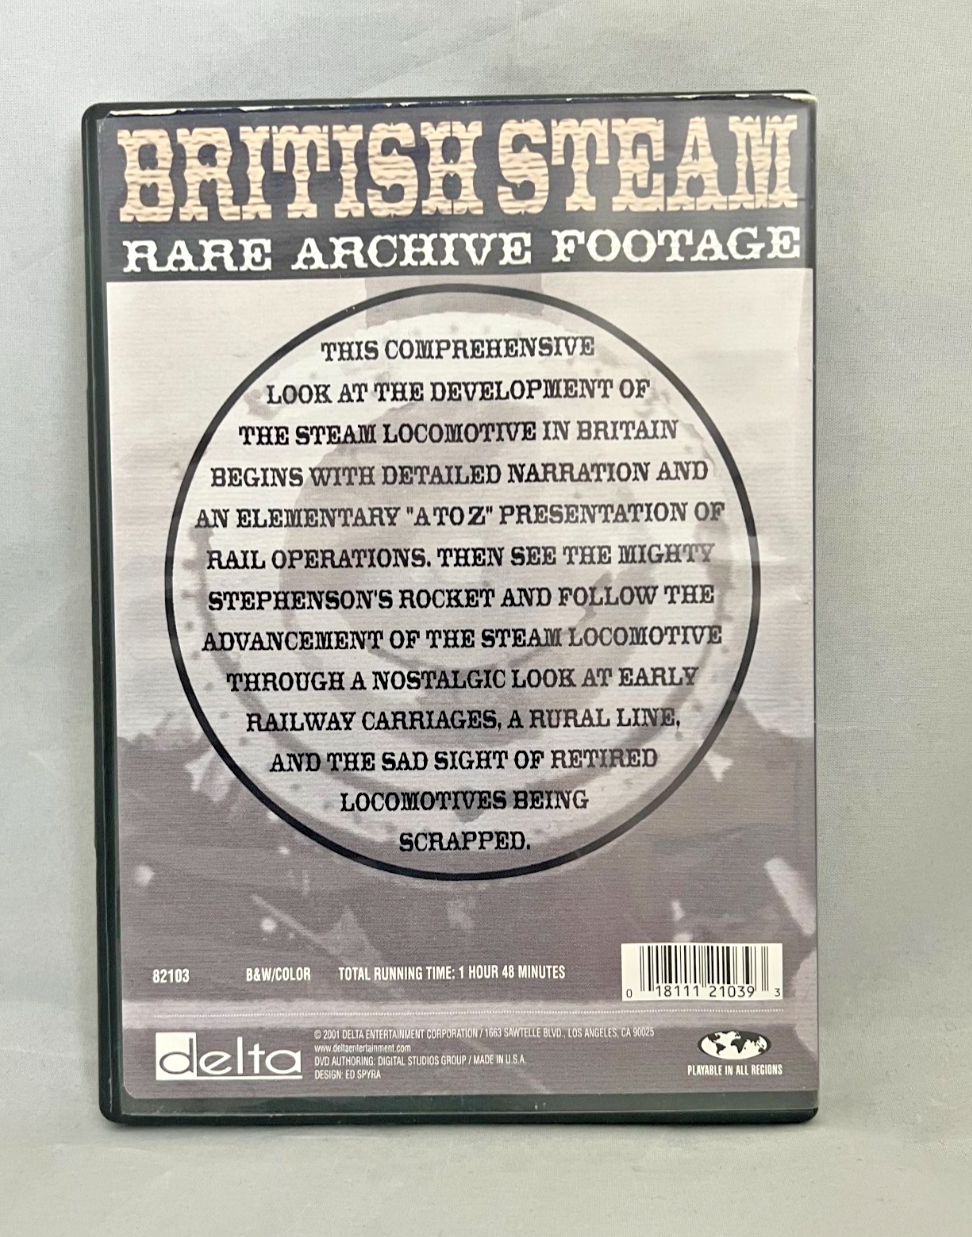 BRITISH STEAM
RARE ARCHIVE FOOTAGE
THIS COMPREHENSIVE
LOOK AT THE DEVELOPMENT OF
THE STEAM LOCOMOTIVE IN BRITAIN
BEGINS WITH DETAILED NARRATION AND
AN ELEMENTARY "A TO Z" PRESENTATION OF
RAIL OPERATIONS. THEN SEE THE MIGHTY
STEPHENSON'S ROCKET AND FOLLOW THE
ADVANCEMENT OF THE STEAM LOCOMOTIVE
THROUGH A NOSTALGIC LOOK AT EARLY
RAILWAY CARRIAGES, A RURAL LINE,
AND THE SAD SIGHT OF RETIRED
LOCOMOTIVES BEING
SCRAPPED.
82103 B&W/COLOR TOTAL RUNNING TIME: 1 HOUR 48 MINUTES
0 18111 21039 3
delta
© 2001 DELTA ENTERTAINMENT CORPORATION / 1663 SAWTELLE BLVD., LOS ANGELES, CA 90025
www.deltaentertainment.com
DVD AUTHORING: DIGITAL STUDIOS GROUP / MADE IN U.S.A.
DESIGN: ED SPYRA
PLAYABLE IN ALL REGIONS